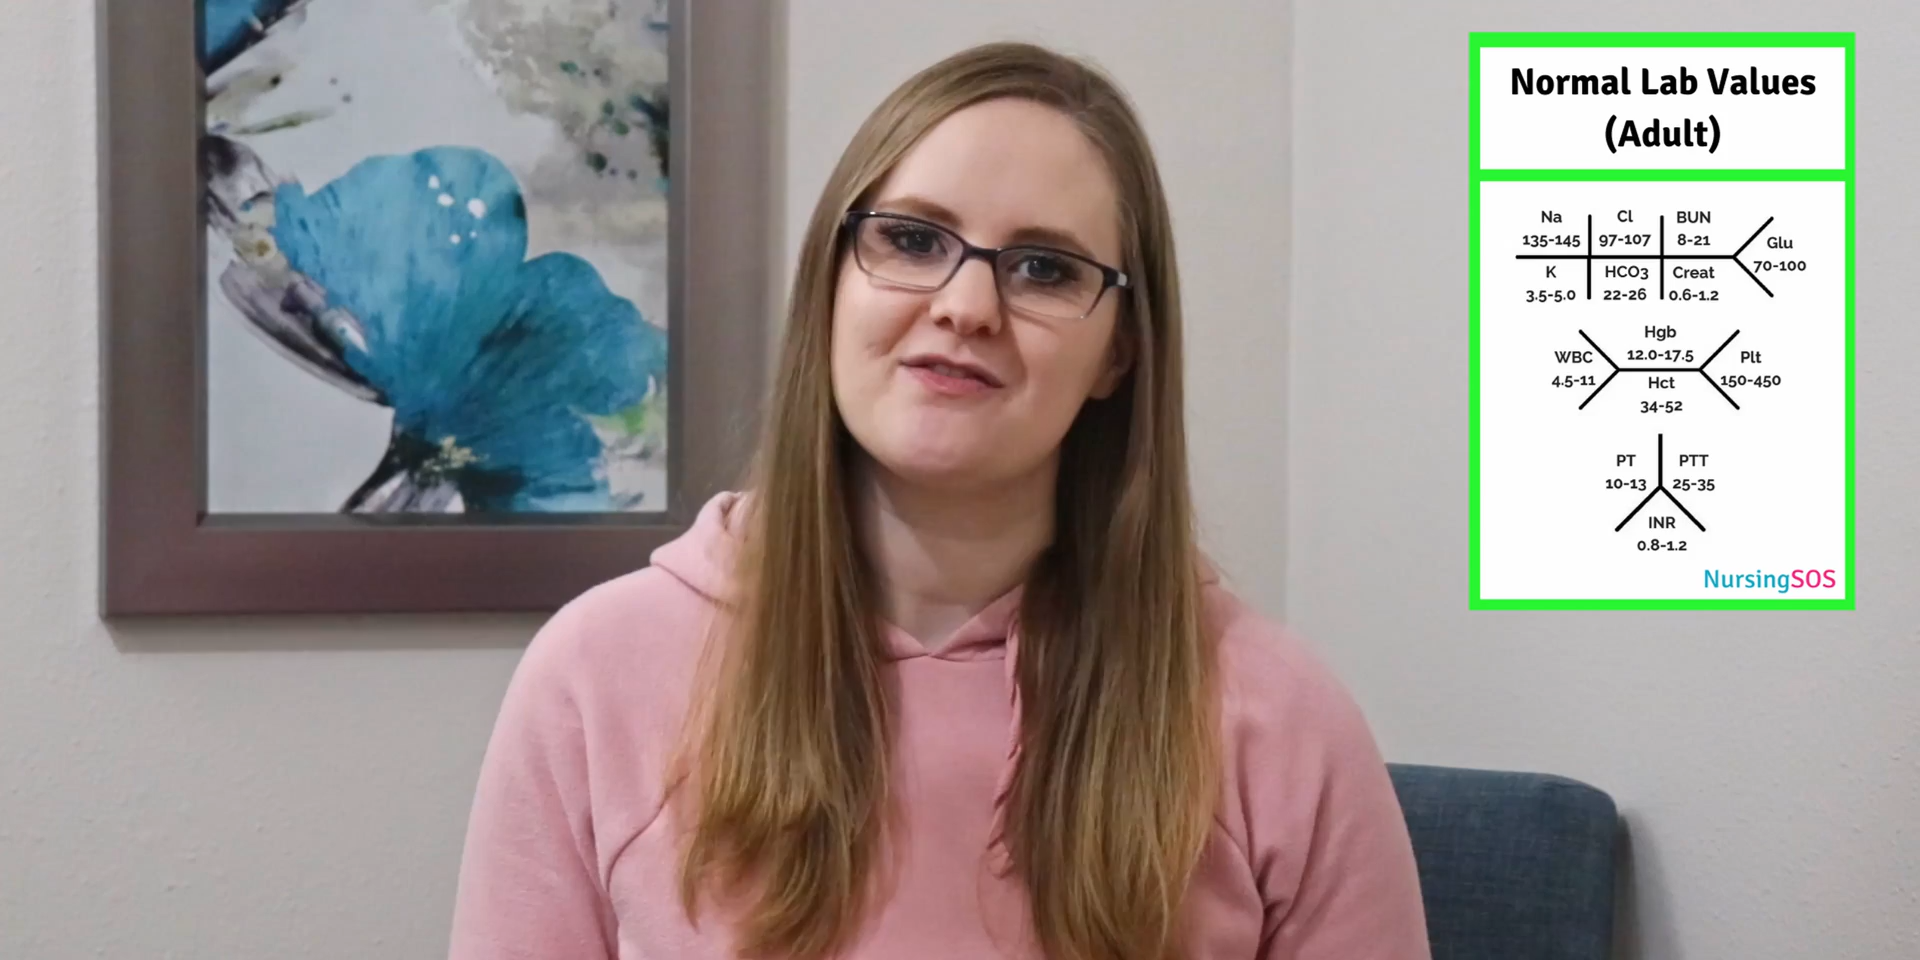 Normal Lab Values
(Adult)
Na
135-145
Cl
97-107
BUN
8-21
Glu
70-100
K
3.5-5.0
HCO3
22-26
Creat
0.6-1.2
WBC
4.5-11
Hgb
12.0-17.5
Hct
34-52
Plt
150-450
PT
10-13
PTT
25-35
INR
0.8-1.2
NursingSOS